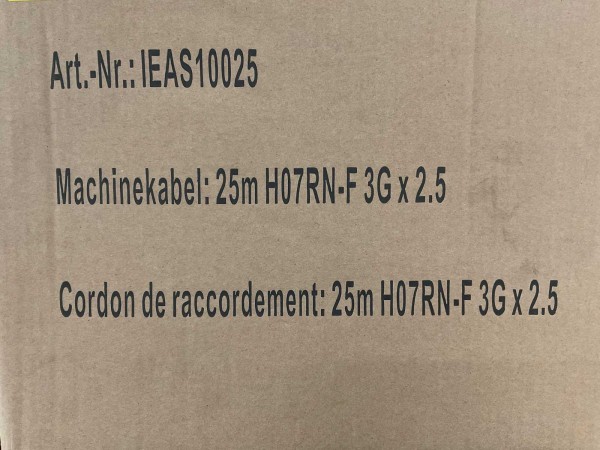 Art.-Nr.: IEAS10025
Machinekabel: 25m H07RN-F 3G x 2.5
Cordon de raccordement: 25m H07RN-F 3G x 2.5